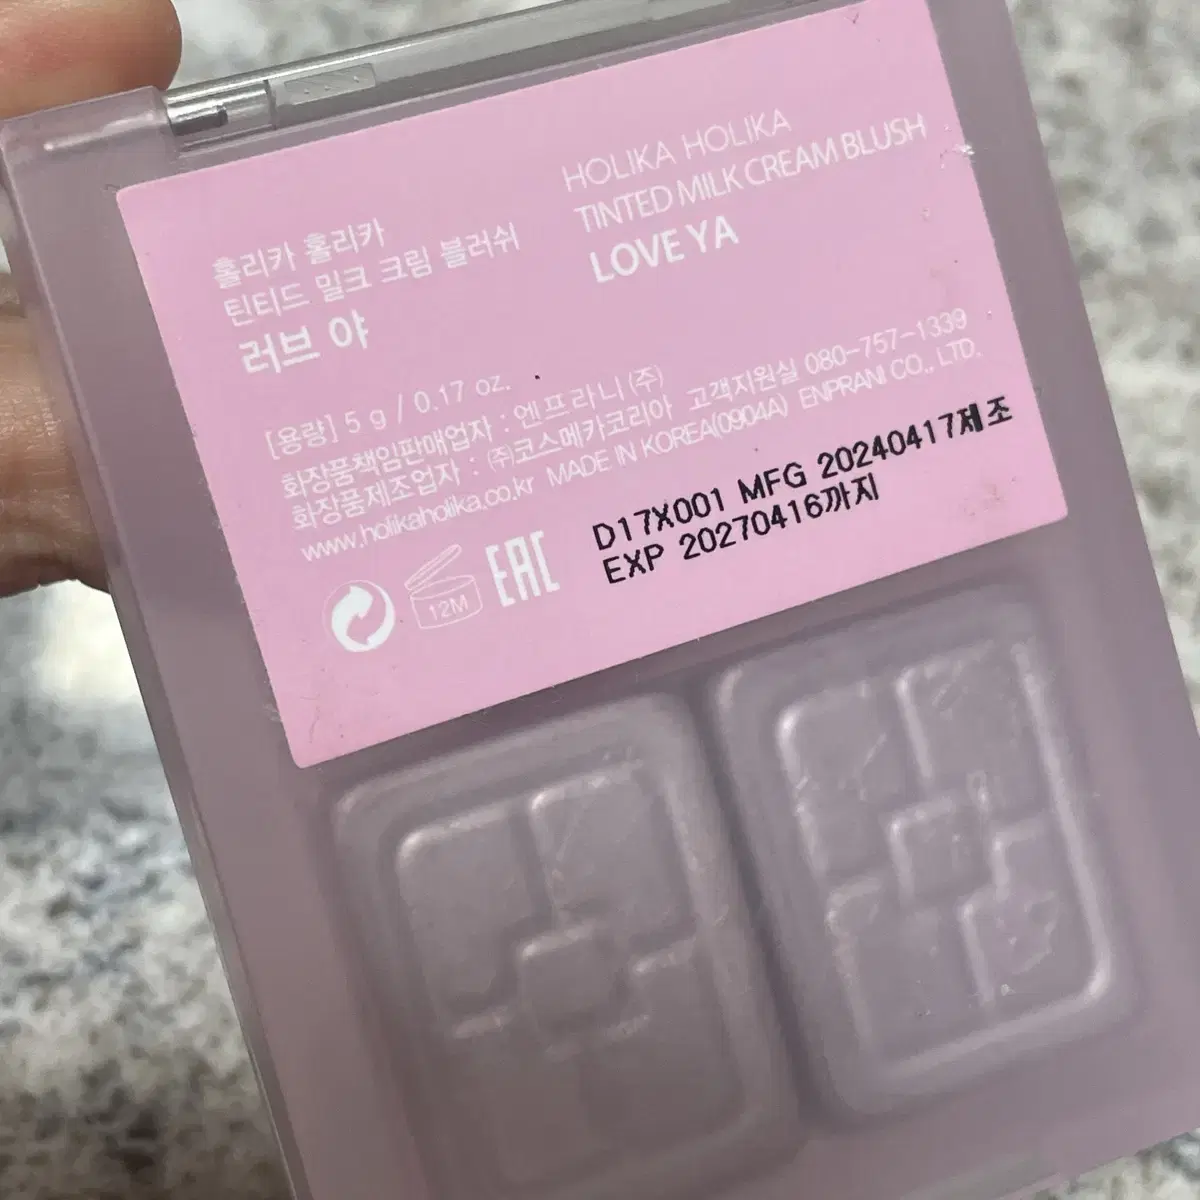 홀리카 홀리카
틴티드 밀크 크림 블러쉬
러브 야
HOLIKA HOLIKA
TINTED MILK CREAM BLUSH
LOVE YA
[용량] 5 g / 0.17 oz.
화장품책임판매업자 : 엔프라니(주)
화장품제조업자 : ㈜코스메카코리아 고객지원실 080-757-1339
www.holikaholika.co.kr MADE IN KOREA(0904A) ENPRANI CO., LTD.
12M
EAC
D17X001 MFG 20240417제조
EXP 20270416까지